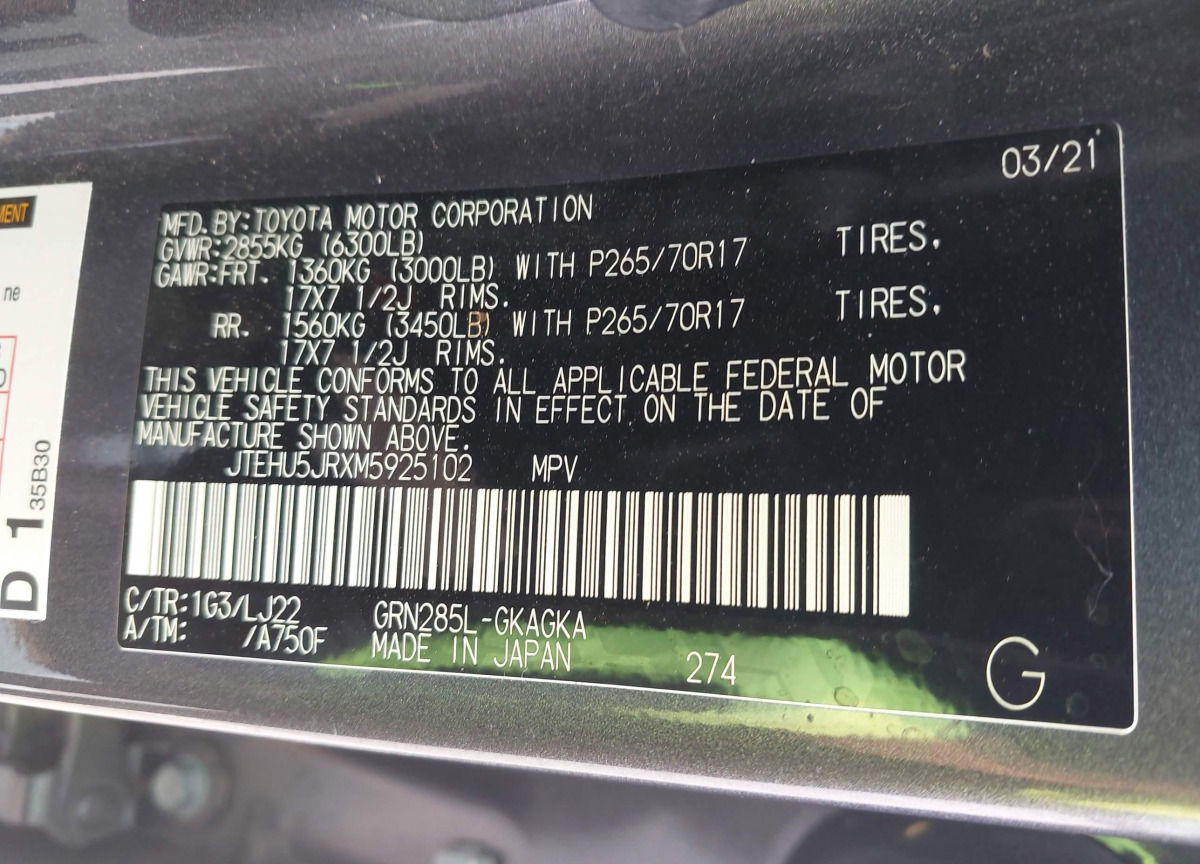 03/21
MFD.BY:TOYOTA MOTOR CORPORATION
GVWR:2855KG (6300LB)
GAWR:FRT. 1360KG (3000LB) WITH P265/70R17 TIRES,
17X7 1/2J RIMS.
RR. 1560KG (3450LB) WITH P265/70R17 TIRES,
17X7 1/2J RIMS.
THIS VEHICLE CONFORMS TO ALL APPLICABLE FEDERAL MOTOR
VEHICLE SAFETY STANDARDS IN EFFECT ON THE DATE OF
MANUFACTURE SHOWN ABOVE.
JTEHU5JRXM5925102 MPV
C/TR:1G3/LJ22 GRN285L-GKAGKA
A/TM: /A750F MADE IN JAPAN 274 G
MENT
ne
D 1
35B30